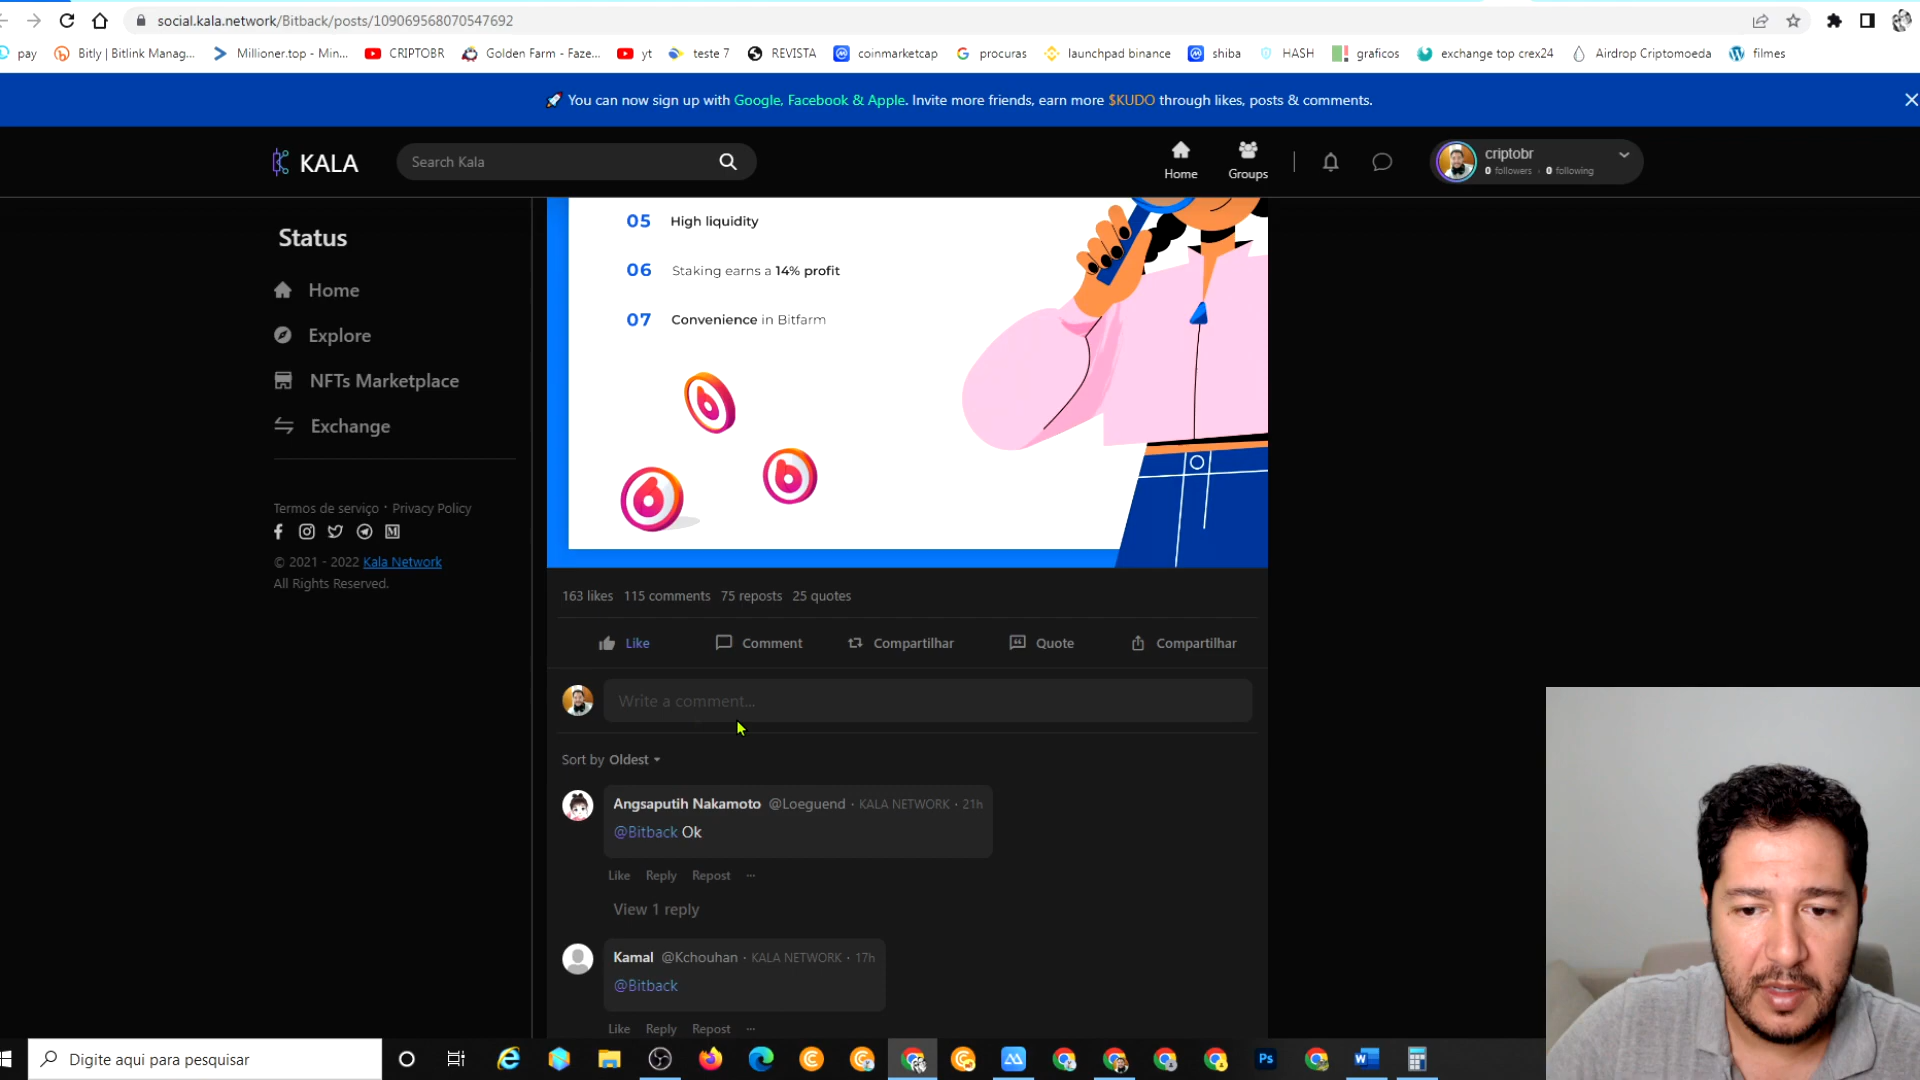 social.kala.network/Bitback/posts/109069568070547692
pay
Bitly | Bitlink Manag...
Millioner.top - Min...
CRIPTOBR
Golden Farm - Faze...
yt
teste 7
REVISTA
coinmarketcap
procuras
launchpad binance
shiba
HASH
graficos
exchange top crex24
Airdrop Criptomoeda
filmes
You can now sign up with Google, Facebook & Apple. Invite more friends, earn more $KUDO through likes, posts & comments.
KALA
Search Kala
Home
Groups
criptobr
0 followers · 0 following
Status
Home
Explore
NFTs Marketplace
Exchange
Termos de serviço · Privacy Policy
© 2021 - 2022 Kala Network
All Rights Reserved.
05 High liquidity
06 Staking earns a 14% profit
07 Convenience in Bitfarm
163 likes 115 comments 75 reposts 25 quotes
Like
Comment
Compartilhar
Quote
Compartilhar
Write a comment...
Sort by Oldest
Angsaputih Nakamoto @Loeguend · KALA NETWORK · 21h
@Bitback Ok
Like Reply Repost ...
View 1 reply
Kamal @Kchouhan · KALA NETWORK · 17h
@Bitback
Like Reply Repost ...
Digite aqui para pesquisar
Ps